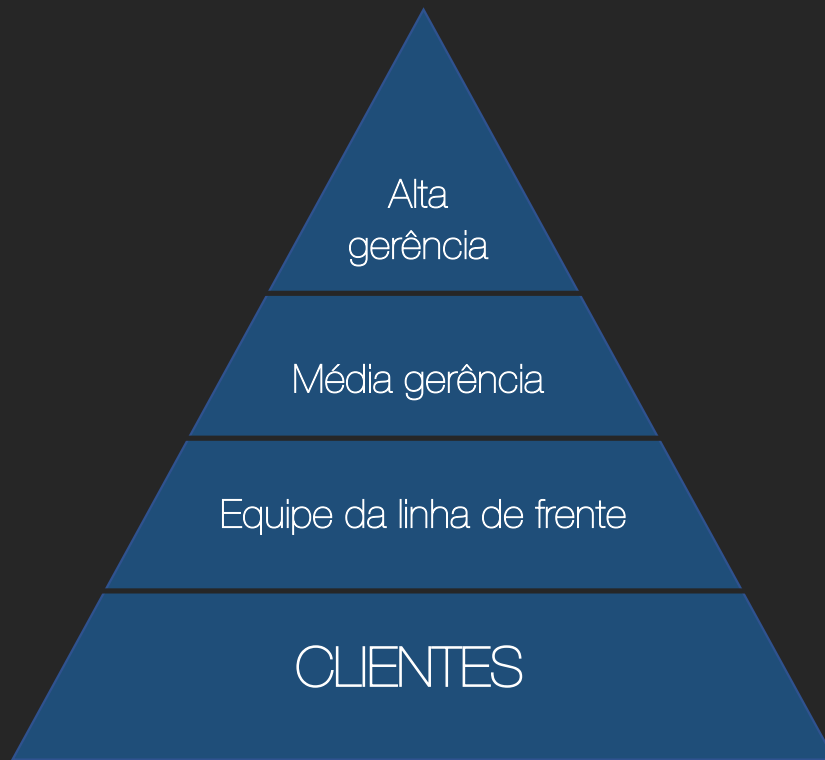 Alta
gerência
Média gerência
Equipe da linha de frente
CLIENTES